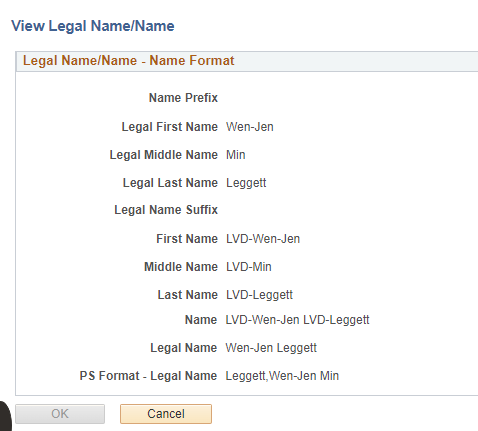 View Legal Name/Name
Legal Name/Name - Name Format
Name Prefix
Legal First Name Wen-Jen
Legal Middle Name Min
Legal Last Name Leggett
Legal Name Suffix
First Name LVD-Wen-Jen
Middle Name LVD-Min
Last Name LVD-Leggett
Name LVD-Wen-Jen LVD-Leggett
Legal Name Wen-Jen Leggett
PS Format - Legal Name Leggett,Wen-Jen Min
OK Cancel